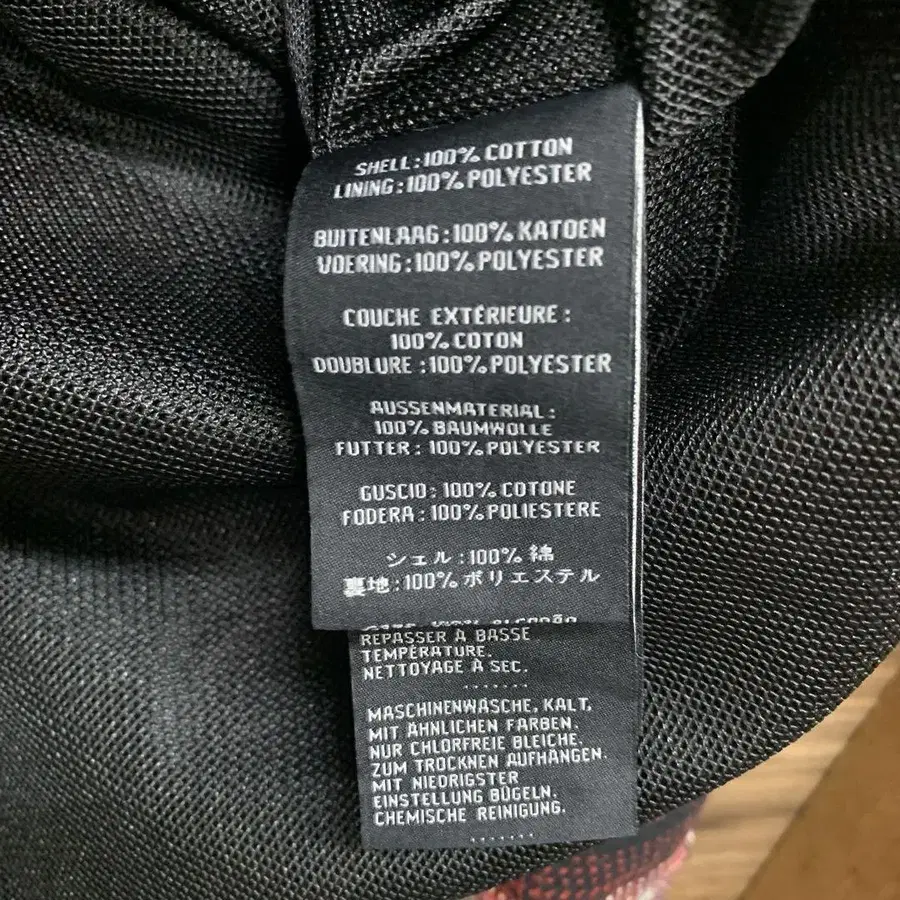 SHELL:100% COTTON
LINING:100% POLYESTER
BUITENLAAG:100% KATOEN
VOERING:100% POLYESTER
COUCHE EXTÉRIEURE:
100% COTON
DOUBLURE:100% POLYESTER
AUSSENMATERIAL:
100% BAUMWOLLE
FUTTER: 100% POLYESTER
GUSCIO: 100% COTONE
FODERA: 100% POLIESTERE
シェル:100% 綿
裏地:100% ポリエステル
REPASSER À BASSE
TEMPÉRATURE.
NETTOYAGE À SEC.
.......
MASCHINENWÄSCHE, KALT,
MIT ÄHNLICHEN FARBEN.
NUR CHLORFREIE BLEICHE.
ZUM TROCKNEN AUFHÄNGEN.
MIT NIEDRIGSTER
EINSTELLUNG BÜGELN.
CHEMISCHE REINIGUNG.
.......